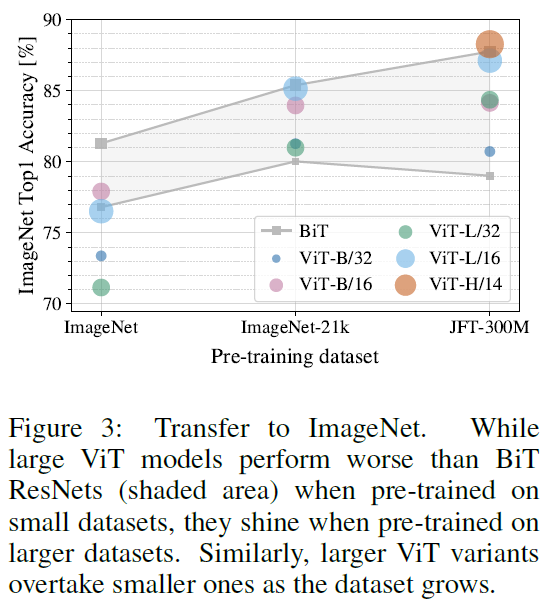 90
85
80
75
70
ImageNet Top1 Accuracy [%]
BiT
ViT-B/32
ViT-B/16
ViT-L/32
ViT-L/16
ViT-H/14
ImageNet
ImageNet-21k
JFT-300M
Pre-training dataset
Figure 3: Transfer to ImageNet. While
large ViT models perform worse than BiT
ResNets (shaded area) when pre-trained on
small datasets, they shine when pre-trained on
larger datasets. Similarly, larger ViT variants
overtake smaller ones as the dataset grows.